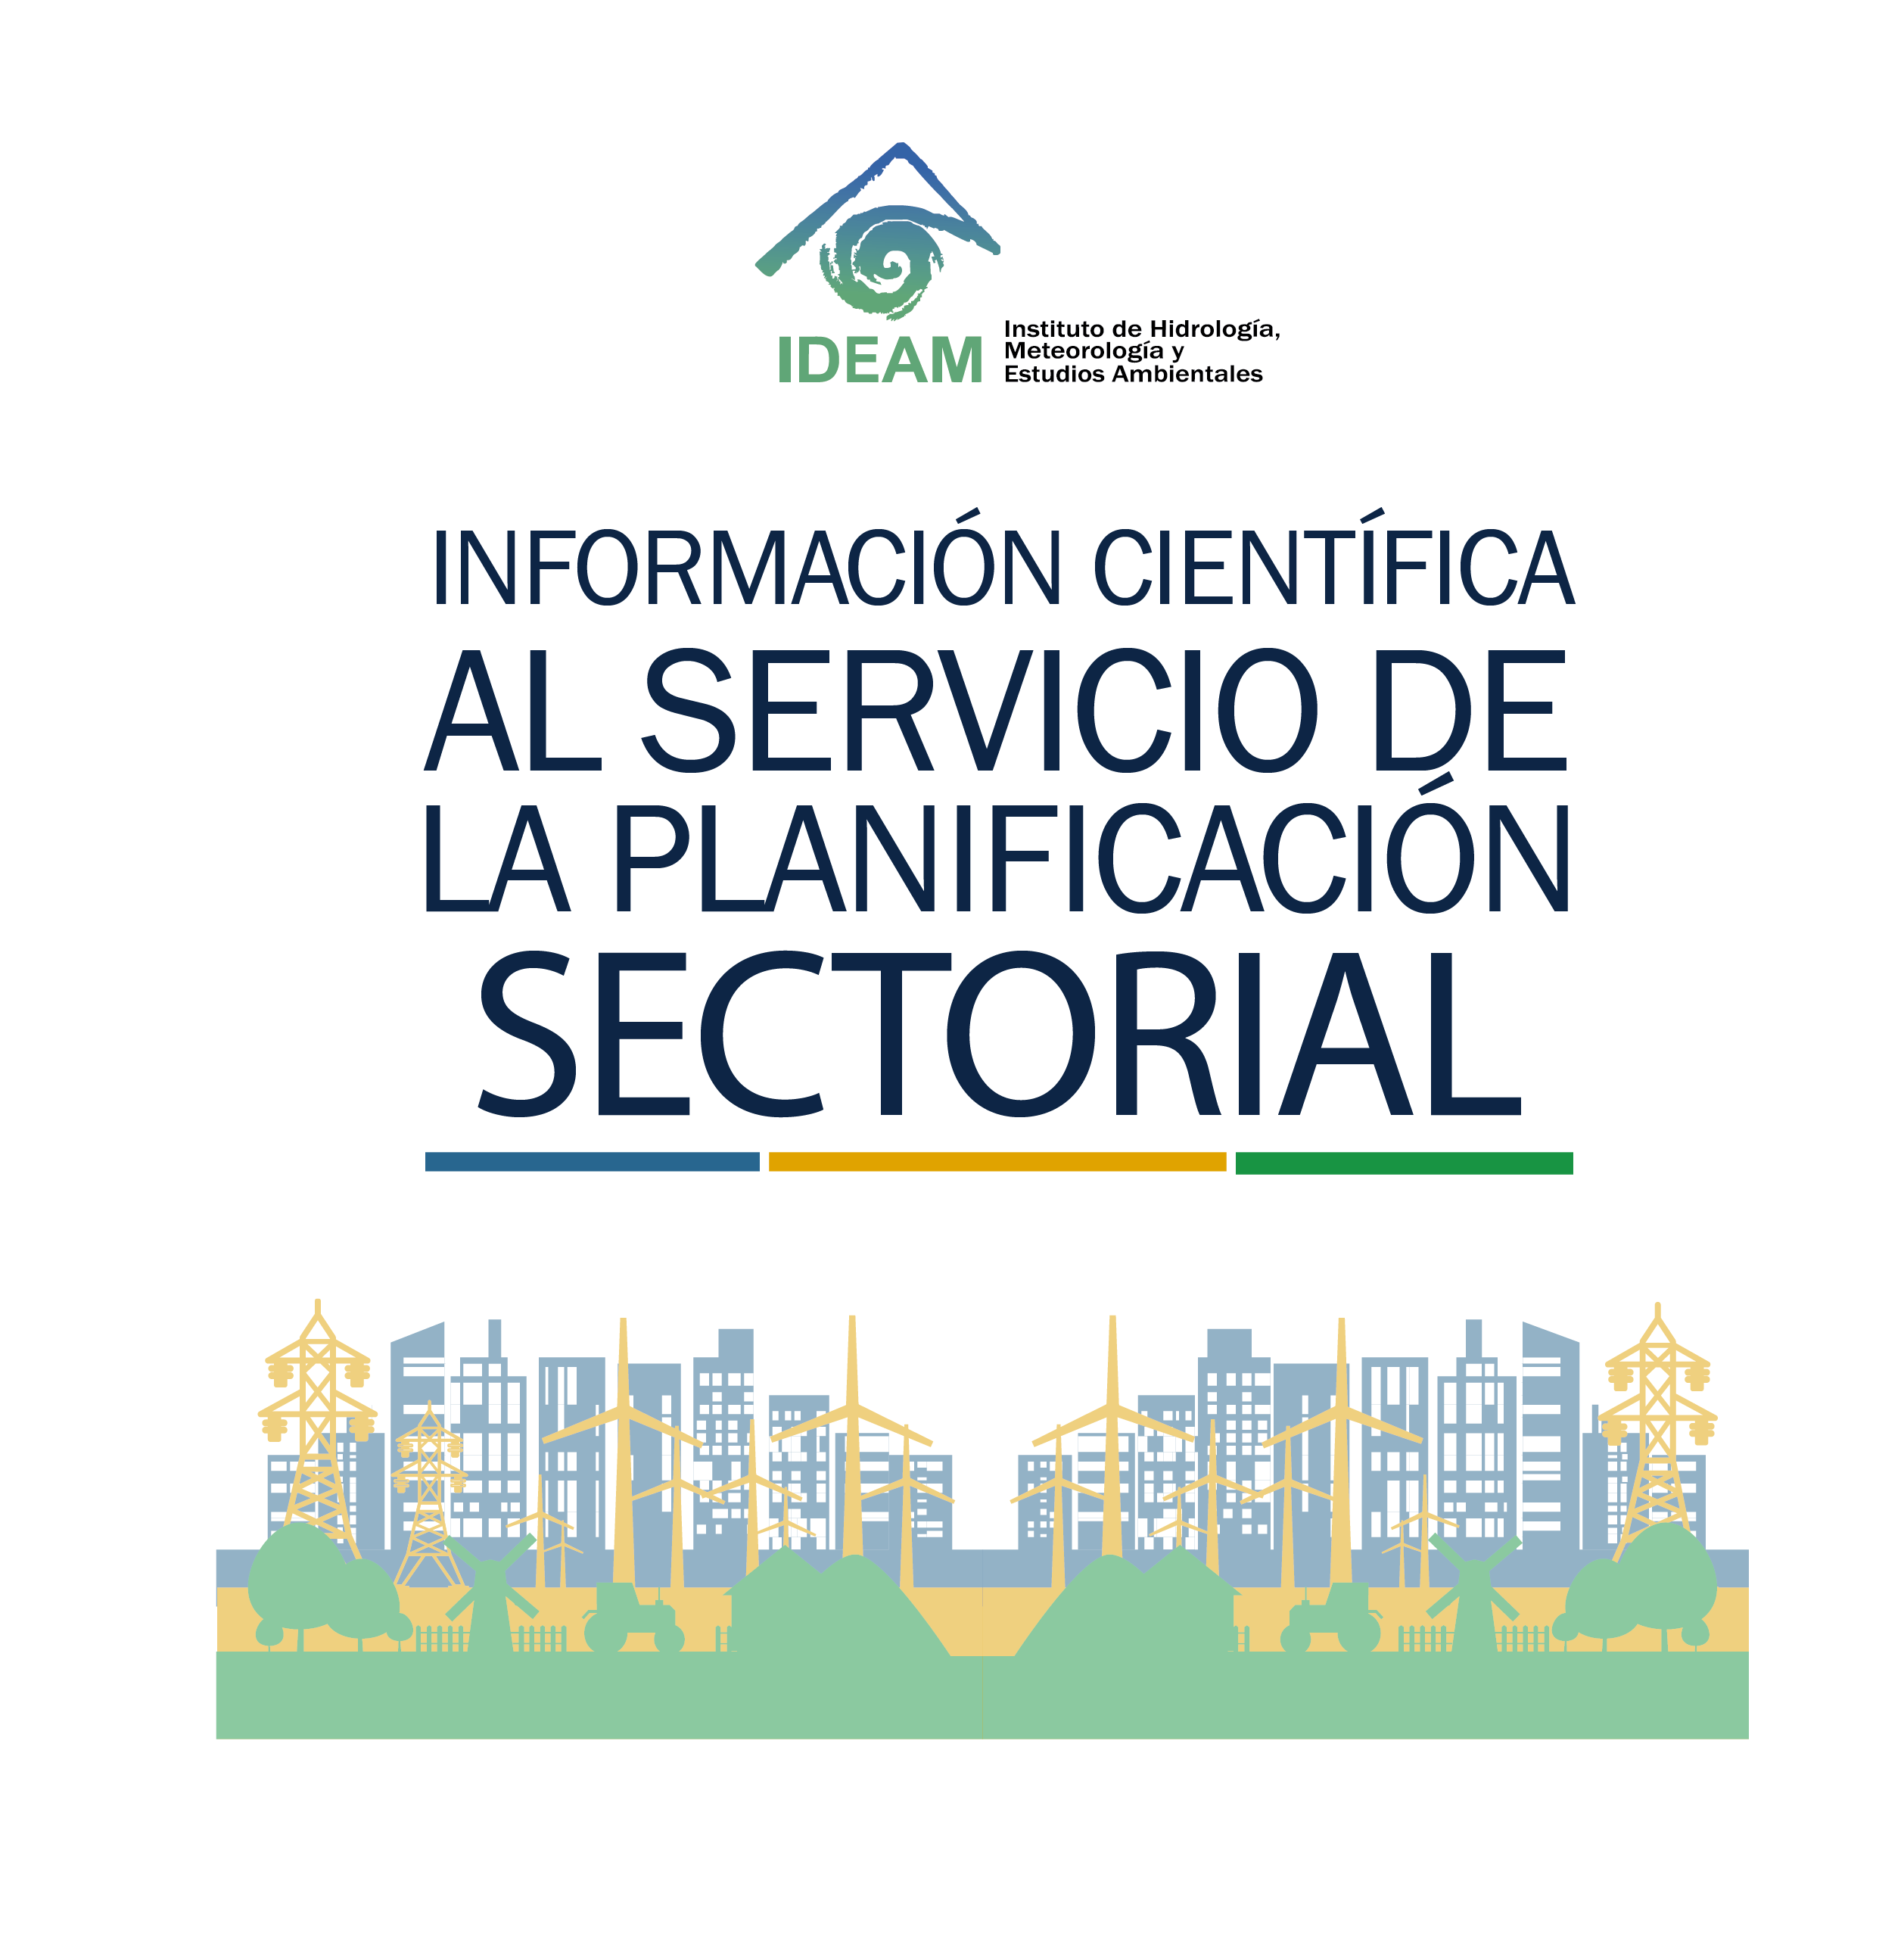 IDEAM
Instituto de Hidrología,
Meteorología y
Estudios Ambientales
INFORMACIÓN CIENTÍFICA
AL SERVICIO DE
LA PLANIFICACIÓN
SECTORIAL